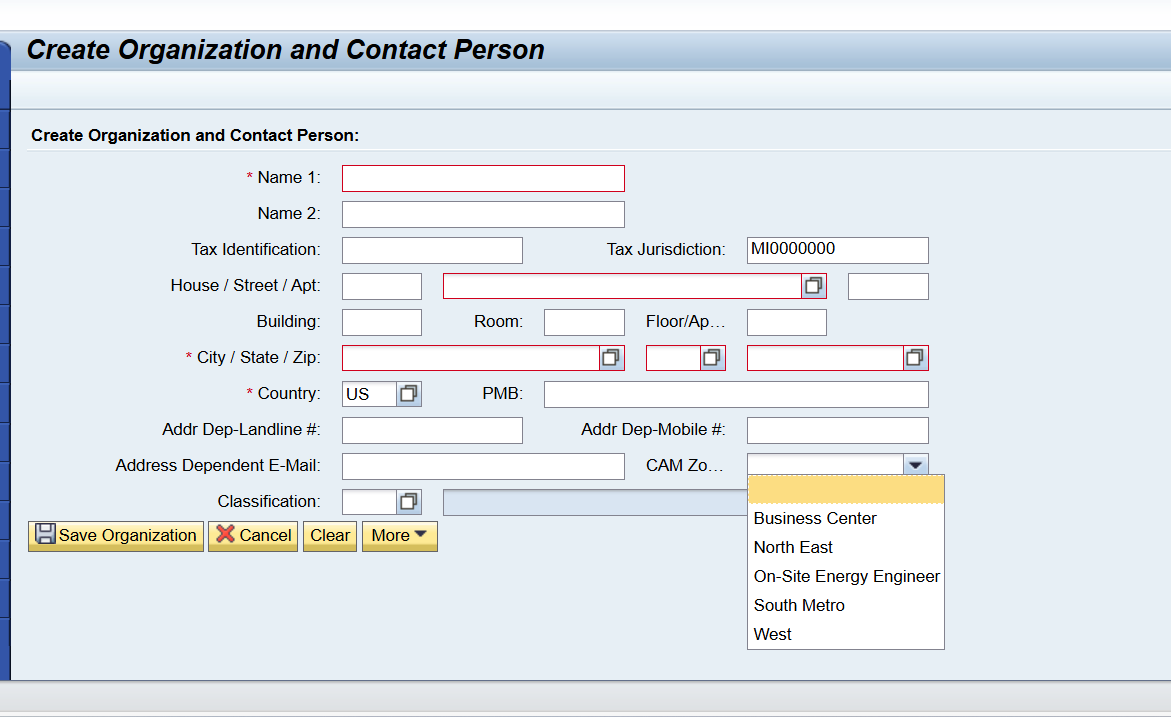 Create Organization and Contact Person
Create Organization and Contact Person:
* Name 1:
Name 2:
Tax Identification: Tax Jurisdiction: MI0000000
House / Street / Apt:
Building: Room: Floor/Ap...
* City / State / Zip:
* Country: US PMB:
Addr Dep-Landline #: Addr Dep-Mobile #:
Address Dependent E-Mail: CAM Zo...
Classification:
Business Center
North East
On-Site Energy Engineer
South Metro
West
Save Organization Cancel Clear More